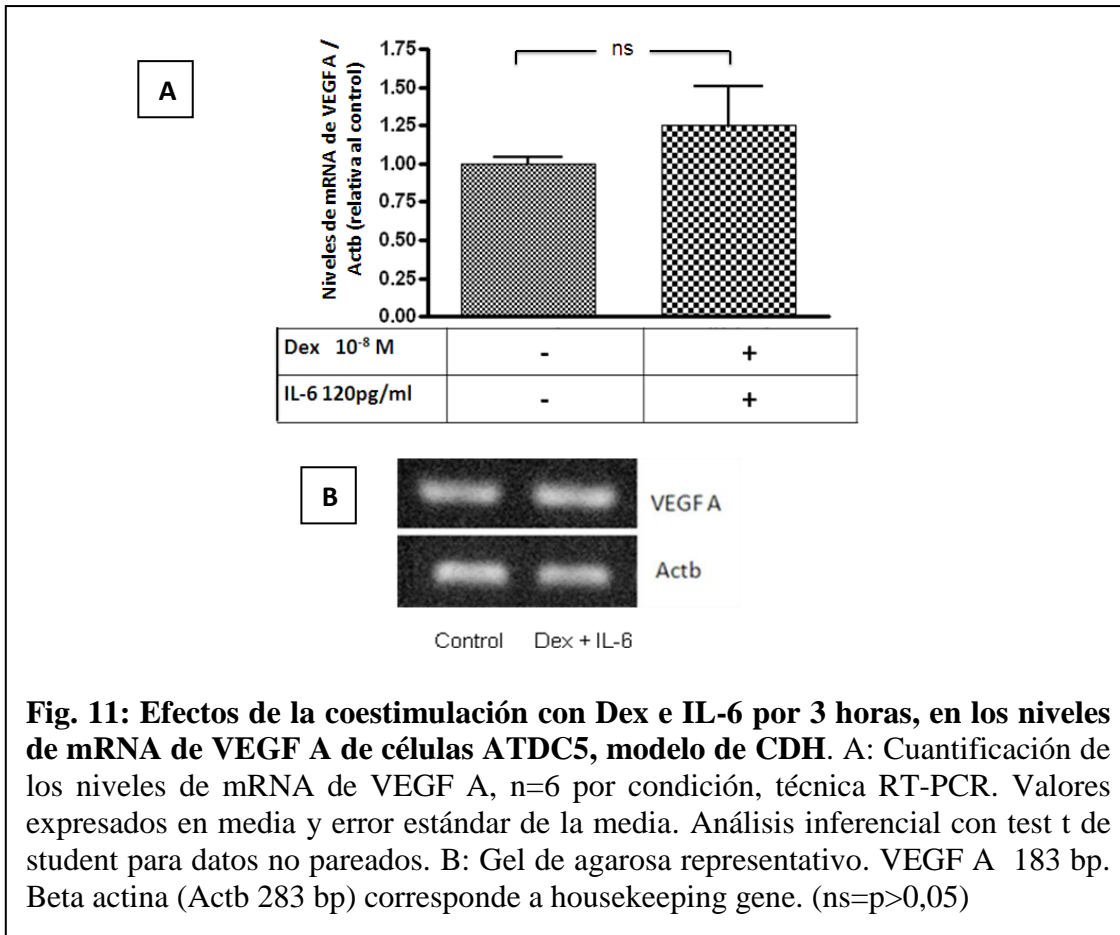 A
Niveles de mRNA de VEGF A /
Actb (relativa al control)
1.75
1.50
1.25
1.00
0.75
0.50
0.25
0.00
ns
Dex 10⁻⁸ M - +
IL-6 120pg/ml - +
B
VEGF A
Actb
Control Dex + IL-6
Fig. 11: Efectos de la coestimulación con Dex e IL-6 por 3 horas, en los niveles
de mRNA de VEGF A de células ATDC5, modelo de CDH. A: Cuantificación de
los niveles de mRNA de VEGF A, n=6 por condición, técnica RT-PCR. Valores
expresados en media y error estándar de la media. Análisis inferencial con test t de
student para datos no pareados. B: Gel de agarosa representativo. VEGF A 183 bp.
Beta actina (Actb 283 bp) corresponde a housekeeping gene. (ns=p>0,05)